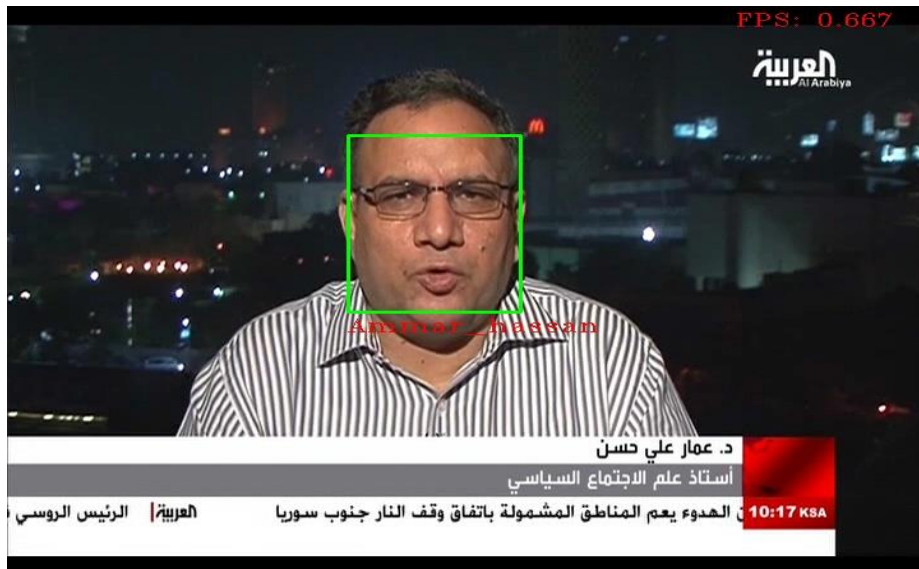 FPS: 0.667
العربية
Al Arabiya
Ammar_hassan
د. عمار علي حسن
أستاذ علم الاجتماع السياسي
الهدوء يعم المناطق المشمولة باتفاق وقف النار جنوب سوريا العربية الرئيس الروسي
10:17 KSA